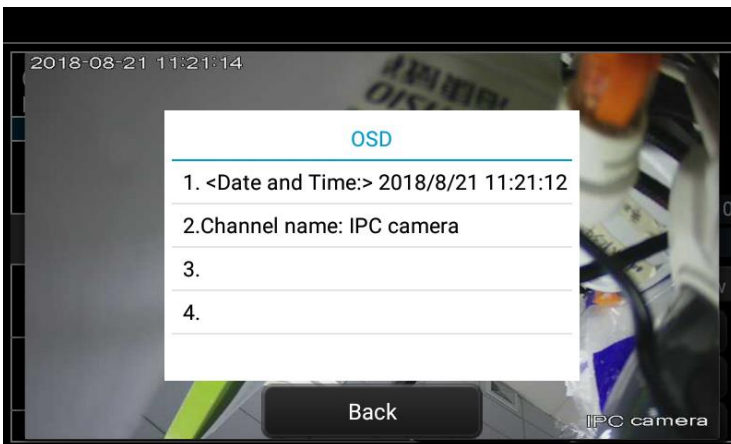 2018-08-21 11:21:14
OSD
1. <Date and Time:> 2018/8/21 11:21:12
2.Channel name: IPC camera
3.
4.
Back
IPC camera